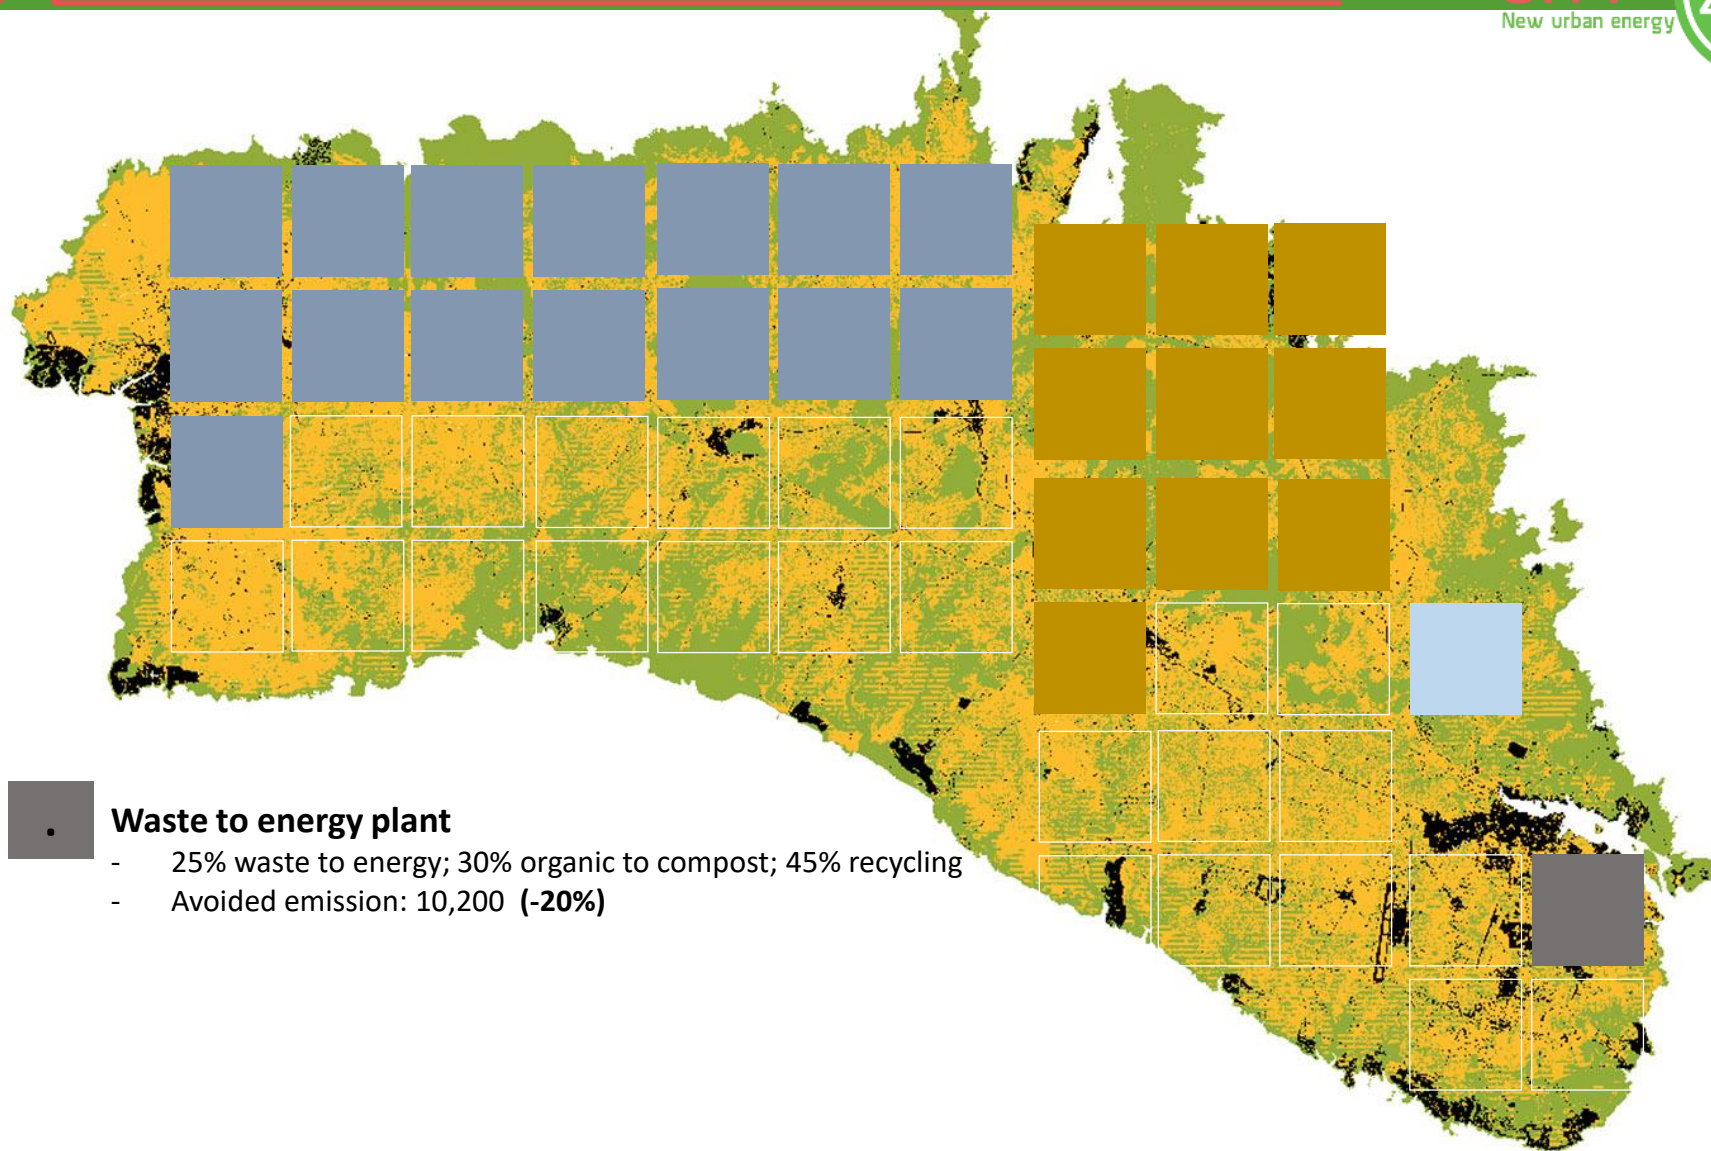 New urban energy
.
Waste to energy plant
- 25% waste to energy; 30% organic to compost; 45% recycling
- Avoided emission: 10,200 (-20%)